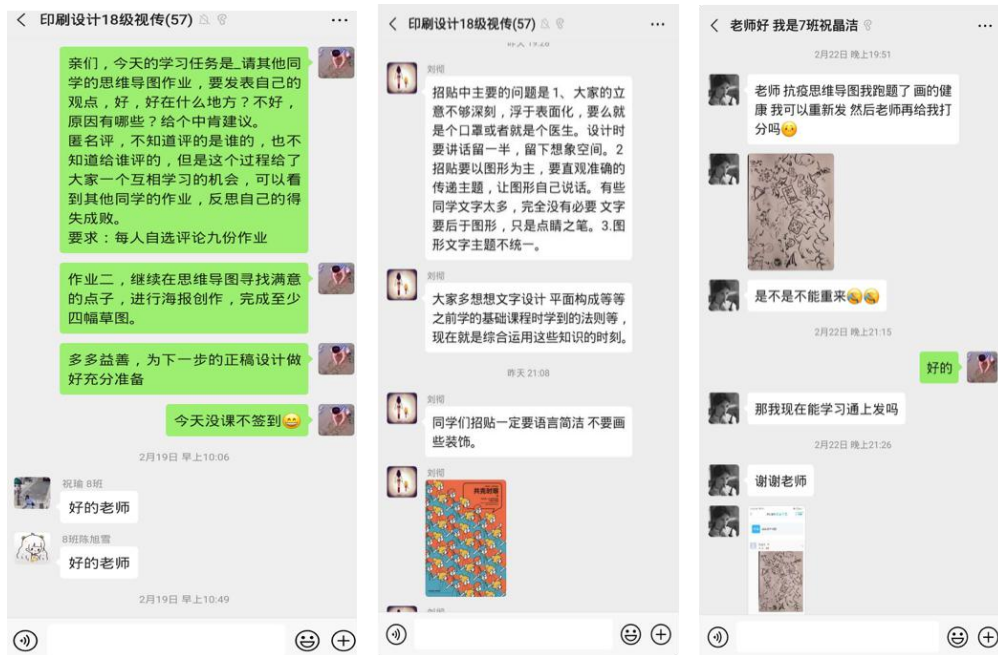 印刷设计18级视传(57)
亲们，今天的学习任务是_请其他同
学的思维导图作业，要发表自己的
观点，好，好在什么地方？不好，
原因有哪些？给个中肯建议。
匿名评，不知道评的是谁的，也不
知道给谁评的，但是这个过程给了
大家一个互相学习的机会，可以看
到其他同学的作业，反思自己的得
失成败。
要求：每人自选评论九份作业
作业二，继续在思维导图寻找满意
的点子，进行海报创作，完成至少
四幅草图。
多多益善，为下一步的正稿设计做
好充分准备
今天没课不签到
2月19日 早上10:06
祝瑜 8班
好的老师
8班陈旭雪
好的老师
2月19日 早上10:49
印刷设计18级视传(57)
昨天 19:28
刘彻
招贴中主要的问题是 1、大家的立
意不够深刻，浮于表面化，要么就
是个口罩或者就是个医生。设计时
要讲话留一半，留下想象空间。2
招贴要以图形为主，要直观准确的
传递主题，让图形自己说话。有些
同学文字太多，完全没有必要 文字
要后于图形，只是点睛之笔。3.图
形文字主题不统一。
刘彻
大家多想想文字设计 平面构成等等
之前学的基础课程时学到的法则等，
现在就是综合运用这些知识的时刻。
昨天 21:08
刘彻
同学们招贴一定要语言简洁 不要画
些装饰。
刘彻
共克时艰
刘彻
老师好 我是7班祝晶洁
2月22日 晚上19:51
老师 抗疫思维导图我跑题了 画的健
康 我可以重新发 然后老师再给我打
分吗
是不是不能重来
2月22日 晚上21:15
好的
那我现在能学习通上发吗
2月22日 晚上21:26
谢谢老师